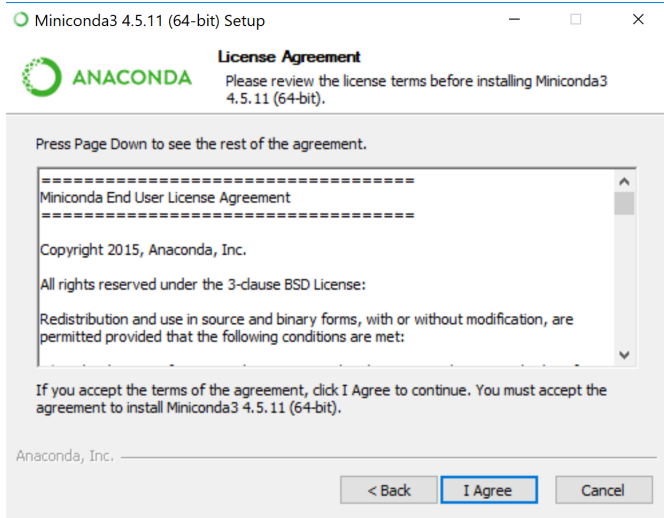 Miniconda3 4.5.11 (64-bit) Setup
ANACONDA
License Agreement
Please review the license terms before installing Miniconda3
4.5.11 (64-bit).
Press Page Down to see the rest of the agreement.
===================================
Miniconda End User License Agreement
===================================
Copyright 2015, Anaconda, Inc.
All rights reserved under the 3-clause BSD License:
Redistribution and use in source and binary forms, with or without modification, are
permitted provided that the following conditions are met:
If you accept the terms of the agreement, click I Agree to continue. You must accept the
agreement to install Miniconda3 4.5.11 (64-bit).
Anaconda, Inc.
< Back
I Agree
Cancel